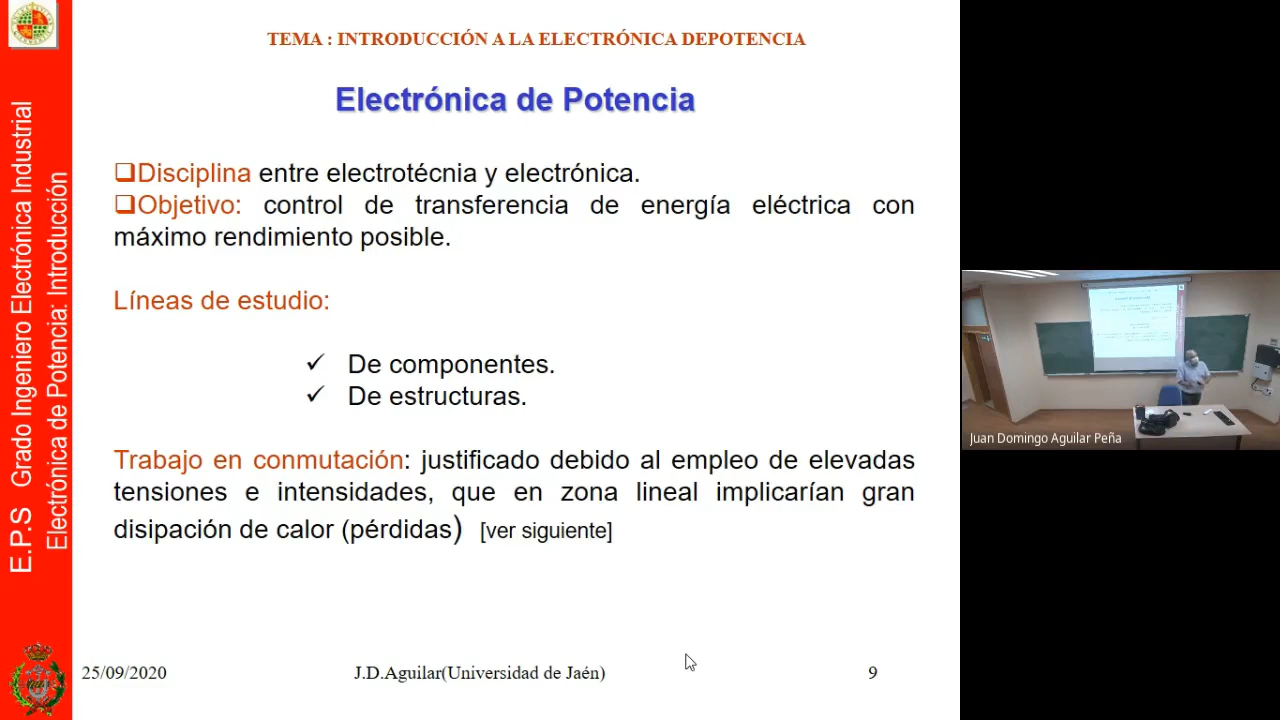 TEMA : INTRODUCCIÓN A LA ELECTRÓNICA DEPOTENCIA
Electrónica de Potencia
Disciplina entre electrotécnia y electrónica.
Objetivo: control de transferencia de energía eléctrica con
máximo rendimiento posible.
Líneas de estudio:
✓ De componentes.
✓ De estructuras.
Trabajo en conmutación: justificado debido al empleo de elevadas
tensiones e intensidades, que en zona lineal implicarían gran
disipación de calor (pérdidas) [ver siguiente]
25/09/2020 J.D.Aguilar(Universidad de Jaén) 9
E.P.S Grado Ingeniero Electrónica Industrial
Electrónica de Potencia: Introducción
Juan Domingo Aguilar Peña